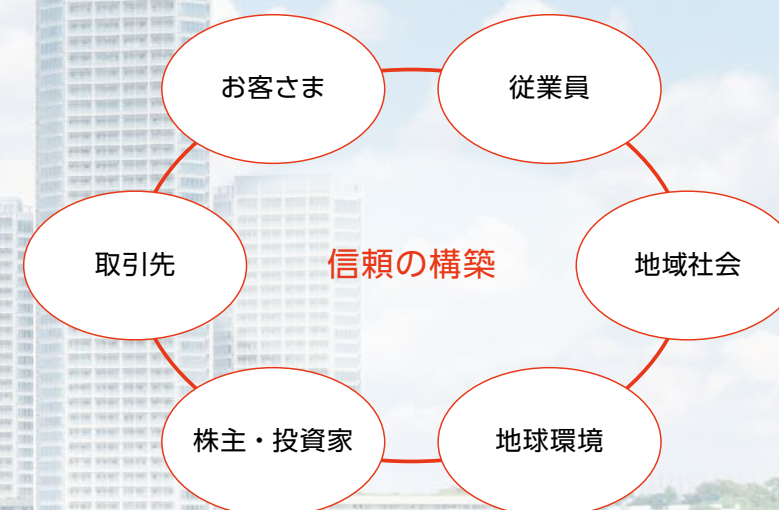 お客さま
従業員
取引先
信頼の構築
地域社会
株主・投資家
地球環境